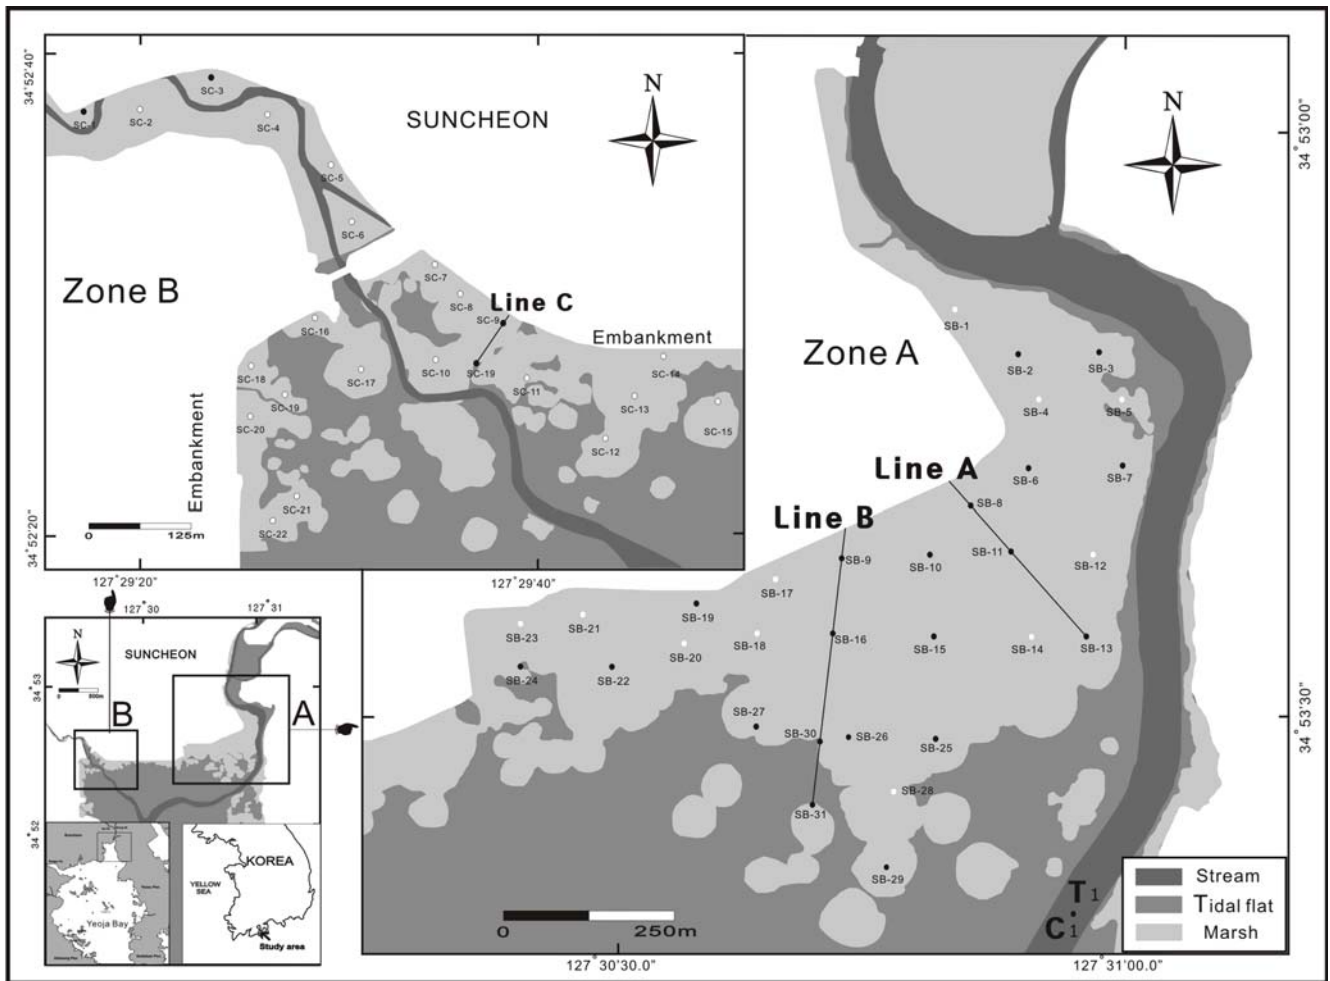 34°52'40"
SC-1
SC-2
SC-3
SC-4
SUNCHEON
N
SC-5
SC-6
Zone B
SC-7
SC-8
SC-9
Line C
SC-16
Embankment
SC-18
SC-17
SC-10
SC-19
SC-11
SC-14
SC-19
SC-13
SC-20
SC-15
SC-12
Embankment
SC-21
SC-22
0
125m
34°52'20"
127°29'20"
127°29'40"
N
34°53'00"
SB-1
Zone A
SB-2
SB-3
SB-4
SB-5
Line A
SB-6
SB-7
SB-8
Line B
SB-9
SB-10
SB-11
SB-12
SB-17
SB-19
SB-21
SB-23
SB-18
SB-16
SB-15
SB-14
SB-13
SB-20
SB-24
SB-22
SB-27
SB-30
SB-26
SB-25
34°53'30"
SB-28
SB-31
SB-29
0
250m
T1
C1
Stream
Tidal flat
Marsh
127°30'30.0"
127°31'00"
127°30
127°31
N
SUNCHEON
34°53
0
B
A
34°52
Yeoja Bay
KOREA
YELLOW
SEA
Study area